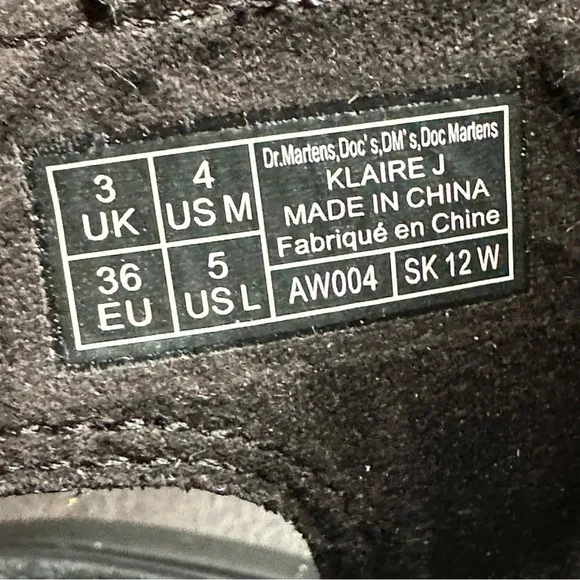 3
UK
4
US M
36
EU
5
US L
Dr.Martens,Doc's,DM's,Doc Martens
KLAIRE J
MADE IN CHINA
Fabriqué en Chine
AW004
SK 12 W